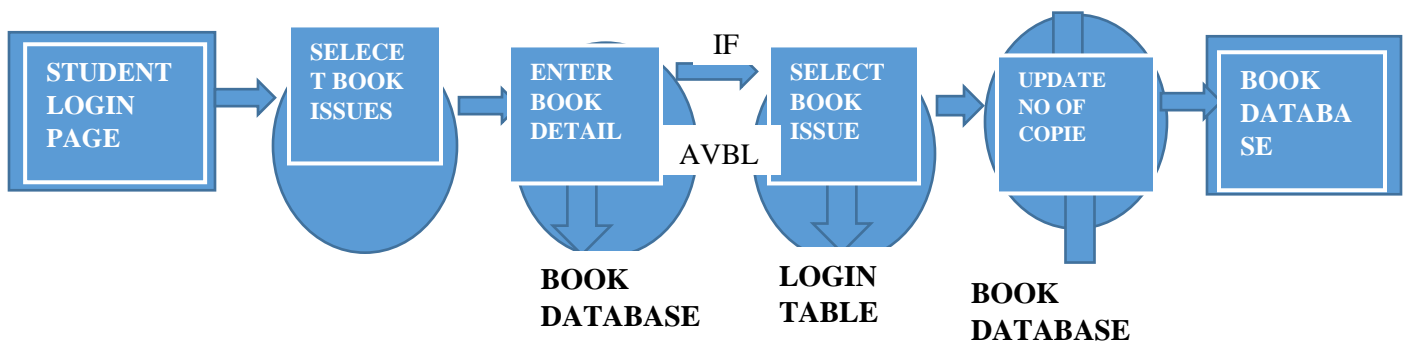 STUDENT
LOGIN
PAGE
SELECE
T BOOK
ISSUES
ENTER
BOOK
DETAIL
IF
AVBL
SELECT
BOOK
ISSUE
UPDATE
NO OF
COPIE
BOOK
DATABA
SE
BOOK
DATABASE
LOGIN
TABLE
BOOK
DATABASE